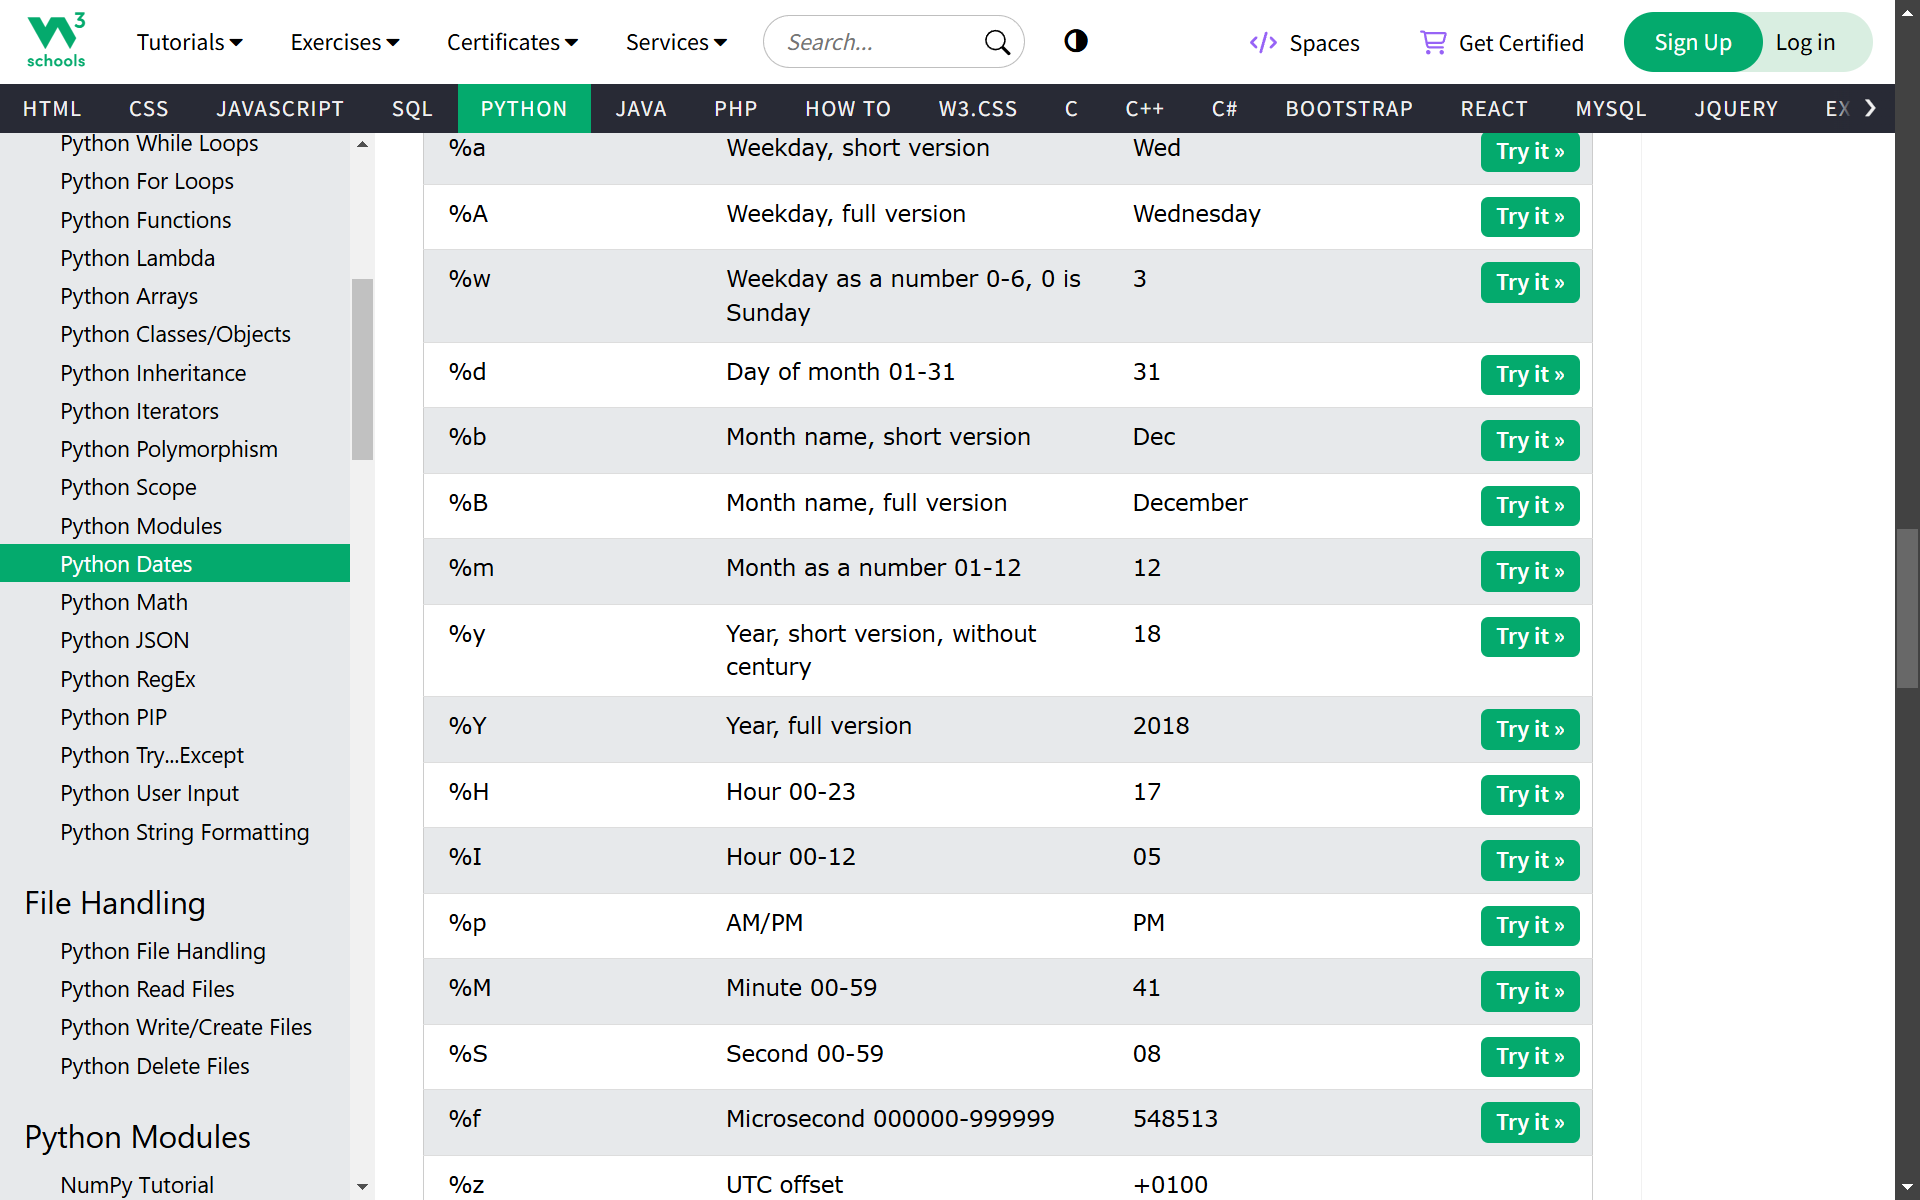 W3 schools
Tutorials Exercises Certificates Services Search... Spaces Get Certified Sign Up Log in
HTML CSS JAVASCRIPT SQL PYTHON JAVA PHP HOW TO W3.CSS C C++ C# BOOTSTRAP REACT MYSQL JQUERY EX ❯
Python While Loops
Python For Loops
Python Functions
Python Lambda
Python Arrays
Python Classes/Objects
Python Inheritance
Python Iterators
Python Polymorphism
Python Scope
Python Modules
Python Dates
Python Math
Python JSON
Python RegEx
Python PIP
Python Try...Except
Python User Input
Python String Formatting
File Handling
Python File Handling
Python Read Files
Python Write/Create Files
Python Delete Files
Python Modules
NumPy Tutorial
%a Weekday, short version Wed Try it »
%A Weekday, full version Wednesday Try it »
%w Weekday as a number 0-6, 0 is 3 Try it »
Sunday
%d Day of month 01-31 31 Try it »
%b Month name, short version Dec Try it »
%B Month name, full version December Try it »
%m Month as a number 01-12 12 Try it »
%y Year, short version, without 18 Try it »
century
%Y Year, full version 2018 Try it »
%H Hour 00-23 17 Try it »
%I Hour 00-12 05 Try it »
%p AM/PM PM Try it »
%M Minute 00-59 41 Try it »
%S Second 00-59 08 Try it »
%f Microsecond 000000-999999 548513 Try it »
%z UTC offset +0100